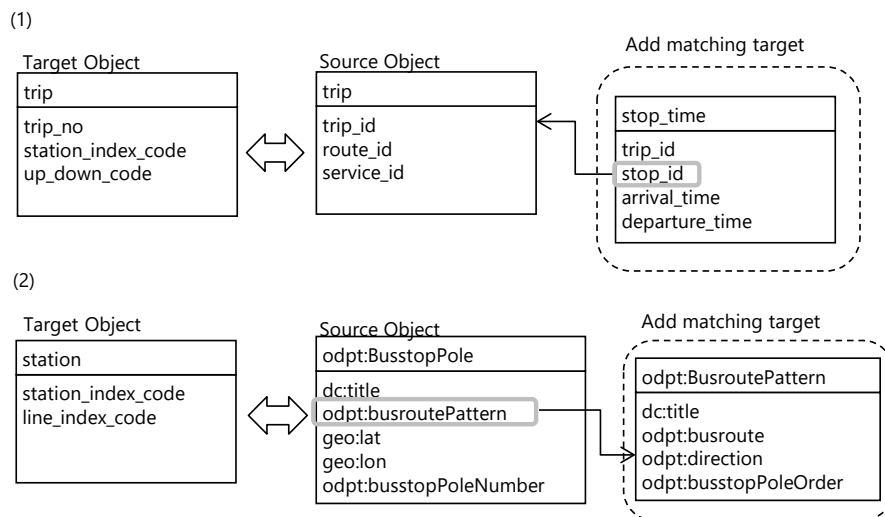 (1)
Target Object
trip
trip_no
station_index_code
up_down_code
Source Object
trip
trip_id
route_id
service_id
Add matching target
stop_time
trip_id
stop_id
arrival_time
departure_time
(2)
Target Object
station
station_index_code
line_index_code
Source Object
odpt:BusstopPole
dc:title
odpt:busroutePattern
geo:lat
geo:lon
odpt:busstopPoleNumber
Add matching target
odpt:BusroutePattern
dc:title
odpt:busroute
odpt:direction
odpt:busstopPoleOrder